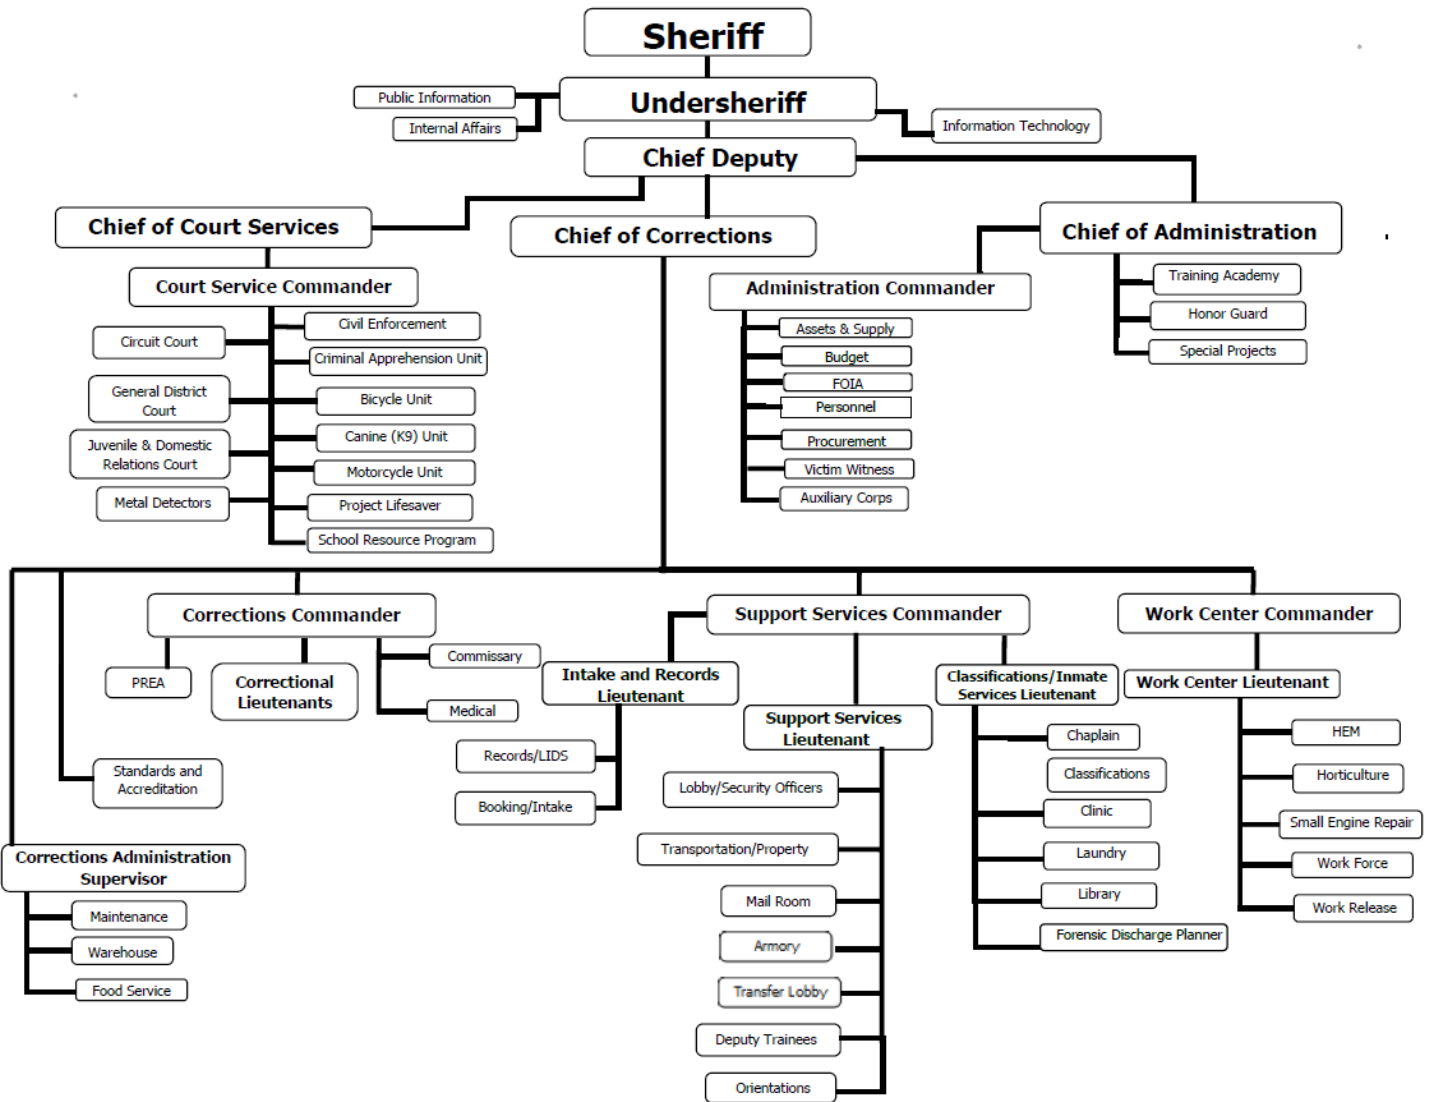 Sheriff
Undersheriff
Public Information
Internal Affairs
Information Technology
Chief Deputy
Chief of Court Services
Chief of Corrections
Chief of Administration
Court Service Commander
Circuit Court
General District
Court
Juvenile & Domestic
Relations Court
Metal Detectors
Civil Enforcement
Criminal Apprehension Unit
Bicycle Unit
Canine (K9) Unit
Motorcycle Unit
Project Lifesaver
School Resource Program
Administration Commander
Assets & Supply
Budget
FOIA
Personnel
Procurement
Victim Witness
Auxiliary Corps
Training Academy
Honor Guard
Special Projects
Corrections Commander
PREA
Correctional
Lieutenants
Commissary
Medical
Standards and
Accreditation
Corrections Administration
Supervisor
Maintenance
Warehouse
Food Service
Support Services Commander
Intake and Records
Lieutenant
Records/LIDS
Booking/Intake
Support Services
Lieutenant
Lobby/Security Officers
Transportation/Property
Mail Room
Armory
Transfer Lobby
Deputy Trainees
Orientations
Classifications/Inmate
Services Lieutenant
Chaplain
Classifications
Clinic
Laundry
Library
Forensic Discharge Planner
Work Center Commander
Work Center Lieutenant
HEM
Horticulture
Small Engine Repair
Work Force
Work Release